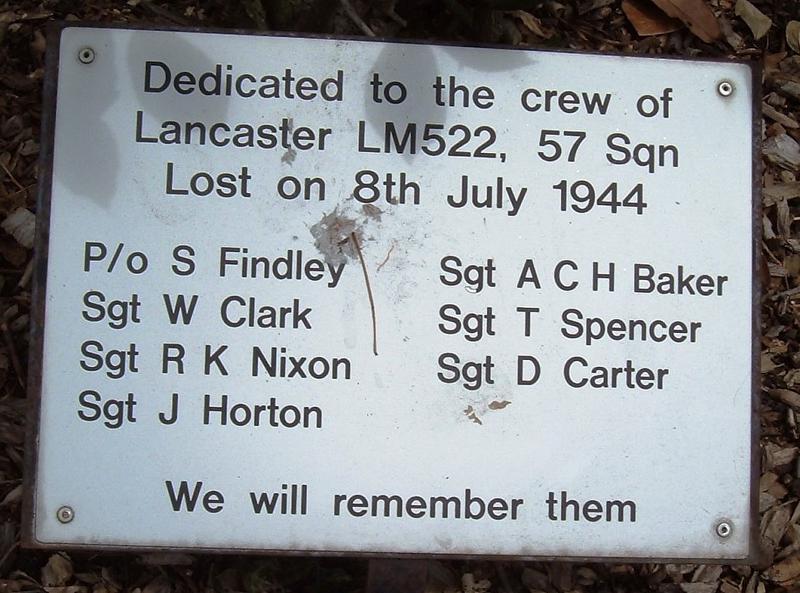 Dedicated to the crew of
Lancaster LM522, 57 Sqn
Lost on 8th July 1944
P/o S Findley
Sgt W Clark
Sgt R K Nixon
Sgt J Horton
Sgt A C H Baker
Sgt T Spencer
Sgt D Carter
We will remember them